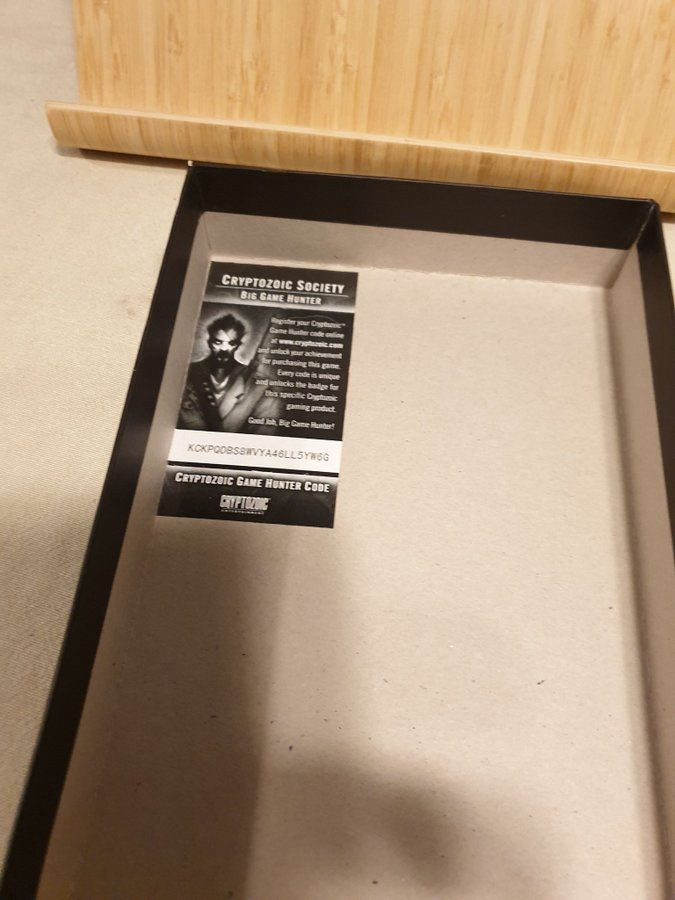 CRYPTOZOIC SOCIETY
BIG GAME HUNTER
Register your Cryptozoic™
Game Hunter code online
at www.cryptozoic.com
and unlock your achievement
for purchasing this game.
Every code is unique
and unlocks the badge for
this specific Cryptozoic
gaming product.
Good Job, Big Game Hunter!
KCKPQDBS8WVYA46LL5YW6G
CRYPTOZOIC GAME HUNTER CODE
CRYPTOZOIC
ENTERTAINMENT